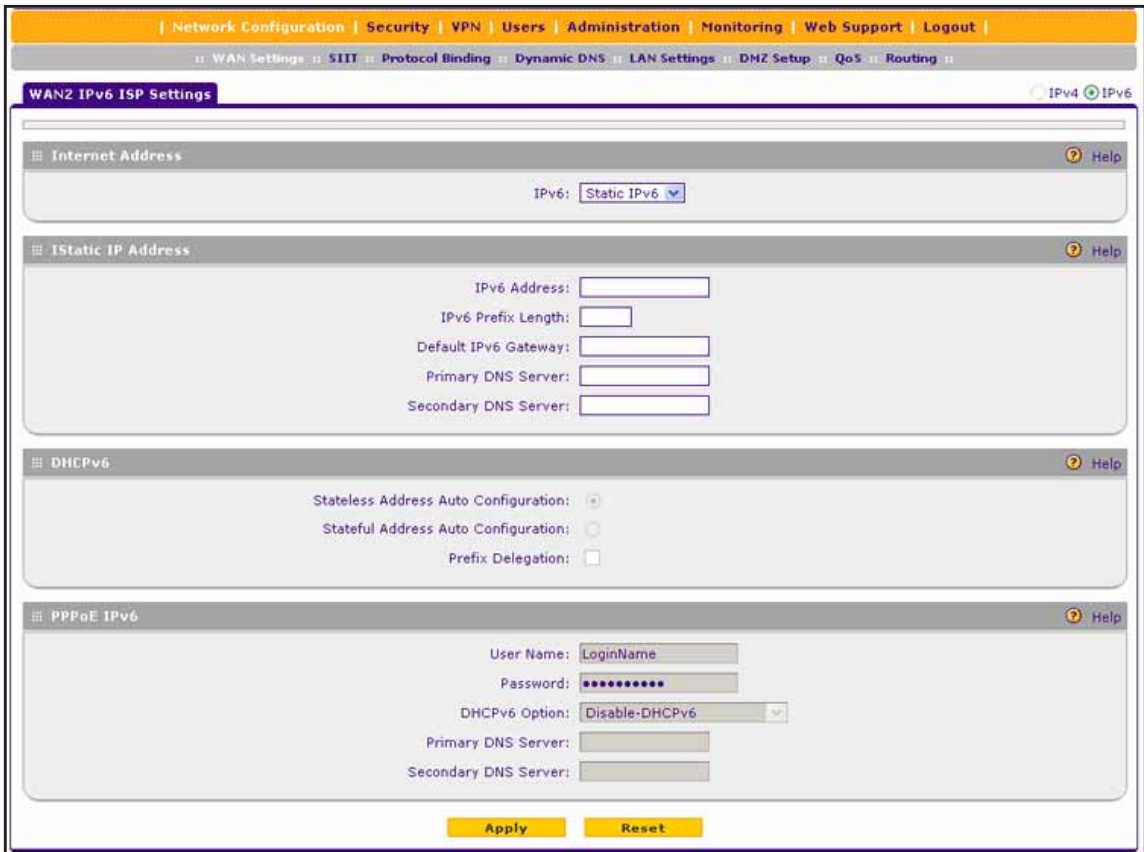 | Network Configuration | Security | VPN | Users | Administration | Monitoring | Web Support | Logout |
:: WAN Settings :: SIIT :: Protocol Binding :: Dynamic DNS :: LAN Settings :: DMZ Setup :: QoS :: Routing ::
WAN2 IPv6 ISP Settings IPv4 IPv6
Internet Address ? Help
IPv6: Static IPv6
IStatic IP Address ? Help
IPv6 Address:
IPv6 Prefix Length:
Default IPv6 Gateway:
Primary DNS Server:
Secondary DNS Server:
DHCPv6 ? Help
Stateless Address Auto Configuration:
Stateful Address Auto Configuration:
Prefix Delegation:
PPPoE IPv6 ? Help
User Name: LoginName
Password: ●●●●●●●●●●
DHCPv6 Option: Disable-DHCPv6
Primary DNS Server:
Secondary DNS Server:
Apply Reset